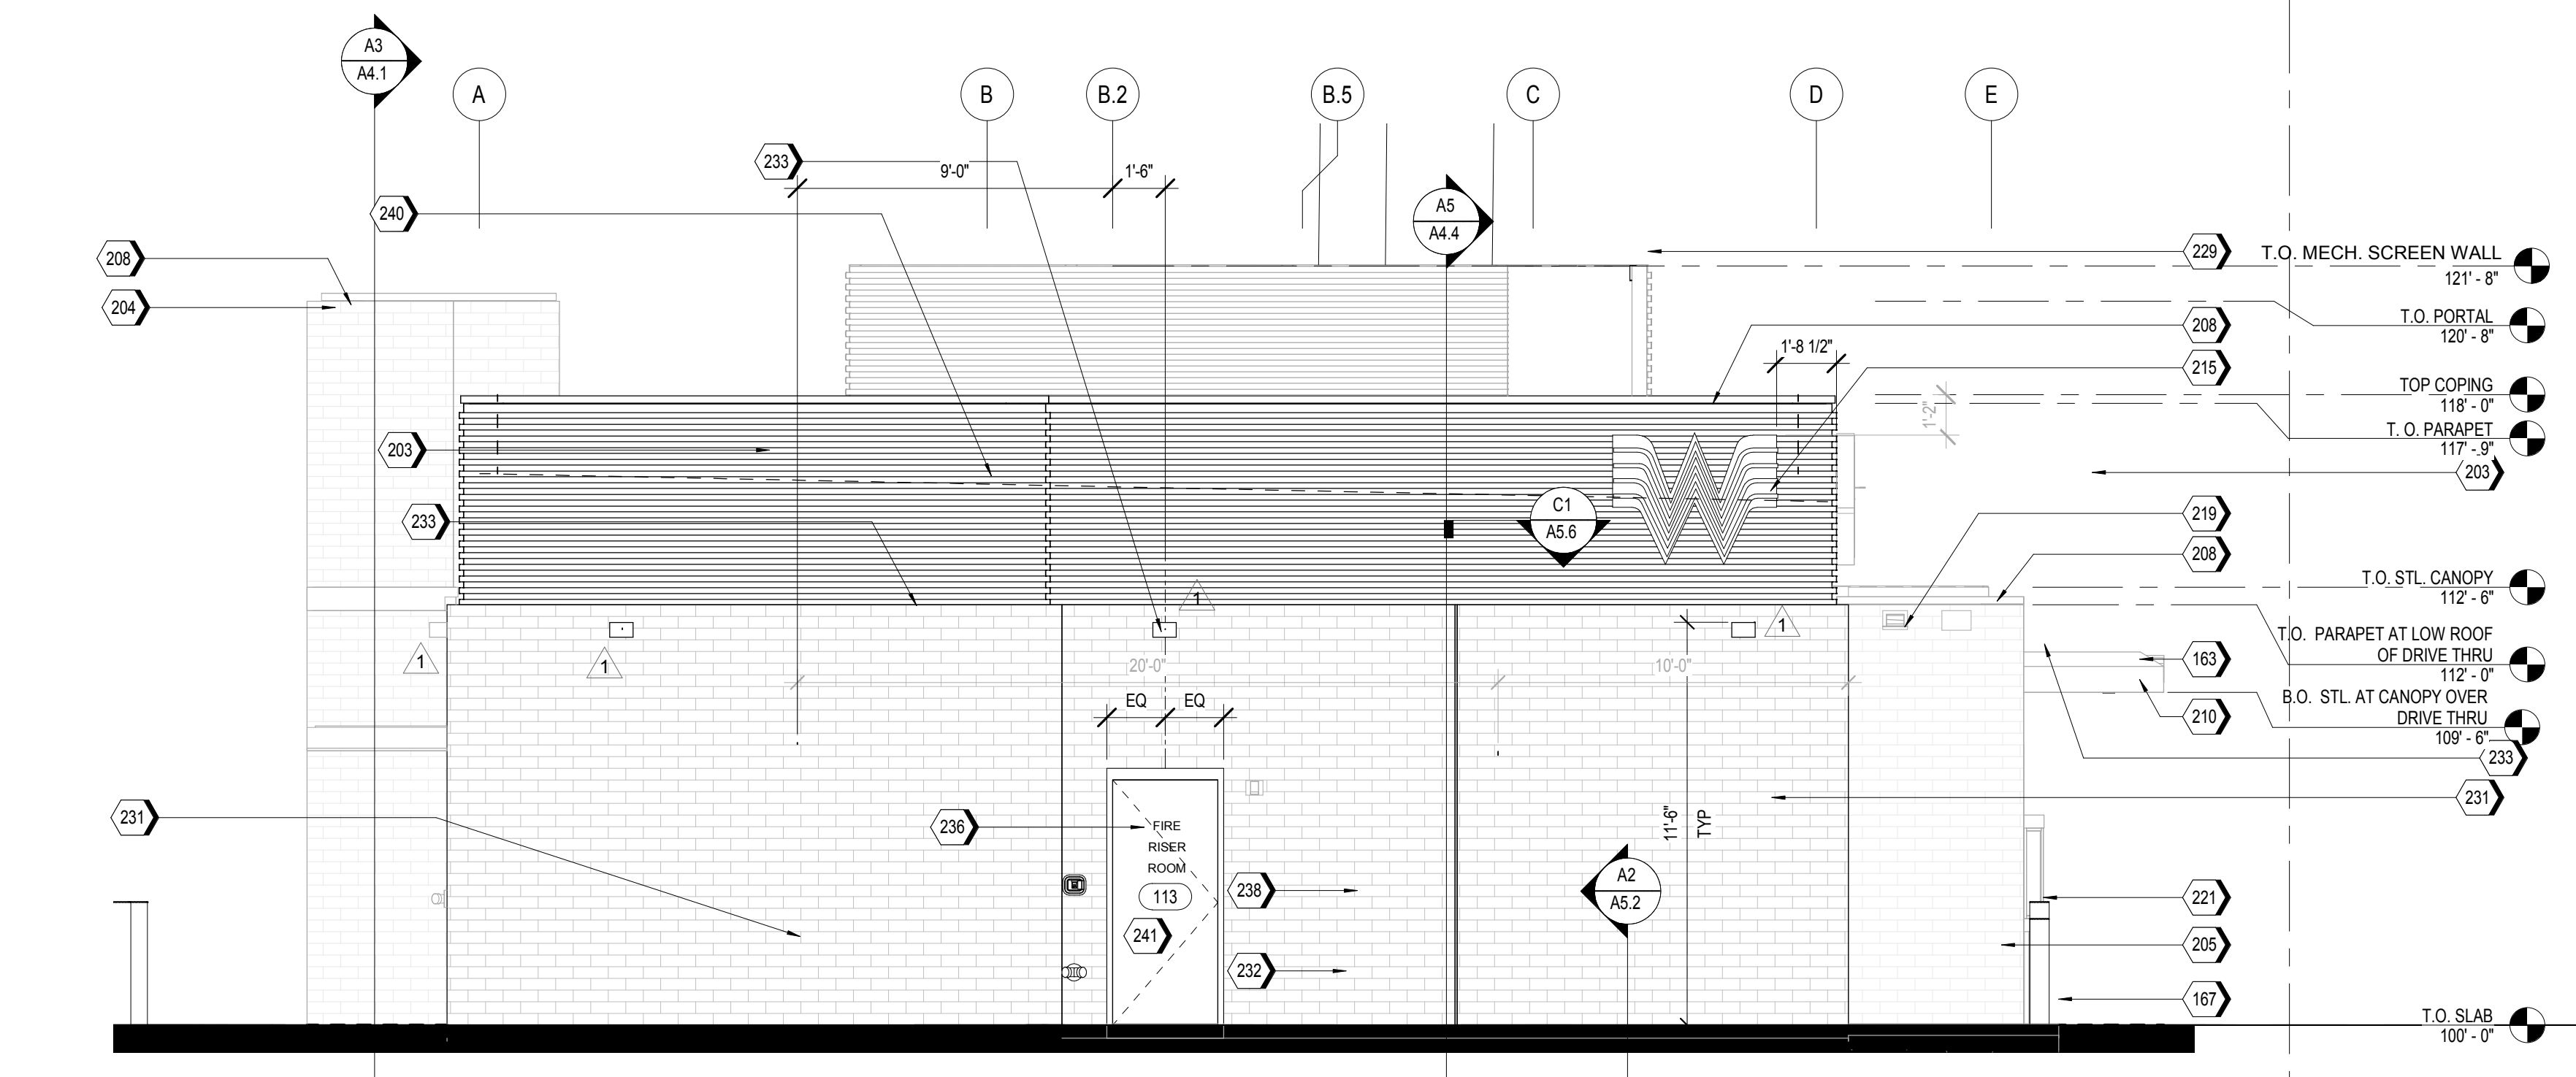 A3
A4.1
A
B
B.2
B.5
C
D
E
233
9'-0"
1'-6"
240
A5
A4.4
208
204
229
T.O. MECH. SCREEN WALL
121' - 8"
T.O. PORTAL
120' - 8"
208
1'-8 1/2"
215
TOP COPING
118' - 0"
1'-2"
T. O. PARAPET
117' - 9"
203
203
233
C1
A5.6
W
219
208
T.O. STL. CANOPY
112' - 6"
1
1
1
1
T.O. PARAPET AT LOW ROOF
OF DRIVE THRU
112' - 0"
163
20'-0"
10'-0"
EQ
EQ
B.O. STL. AT CANOPY OVER
DRIVE THRU
109' - 6"
210
233
231
231
236
FIRE
RISER
ROOM
113
241
11'-6"
TYP
238
A2
A5.2
221
205
232
167
T.O. SLAB
100' - 0"